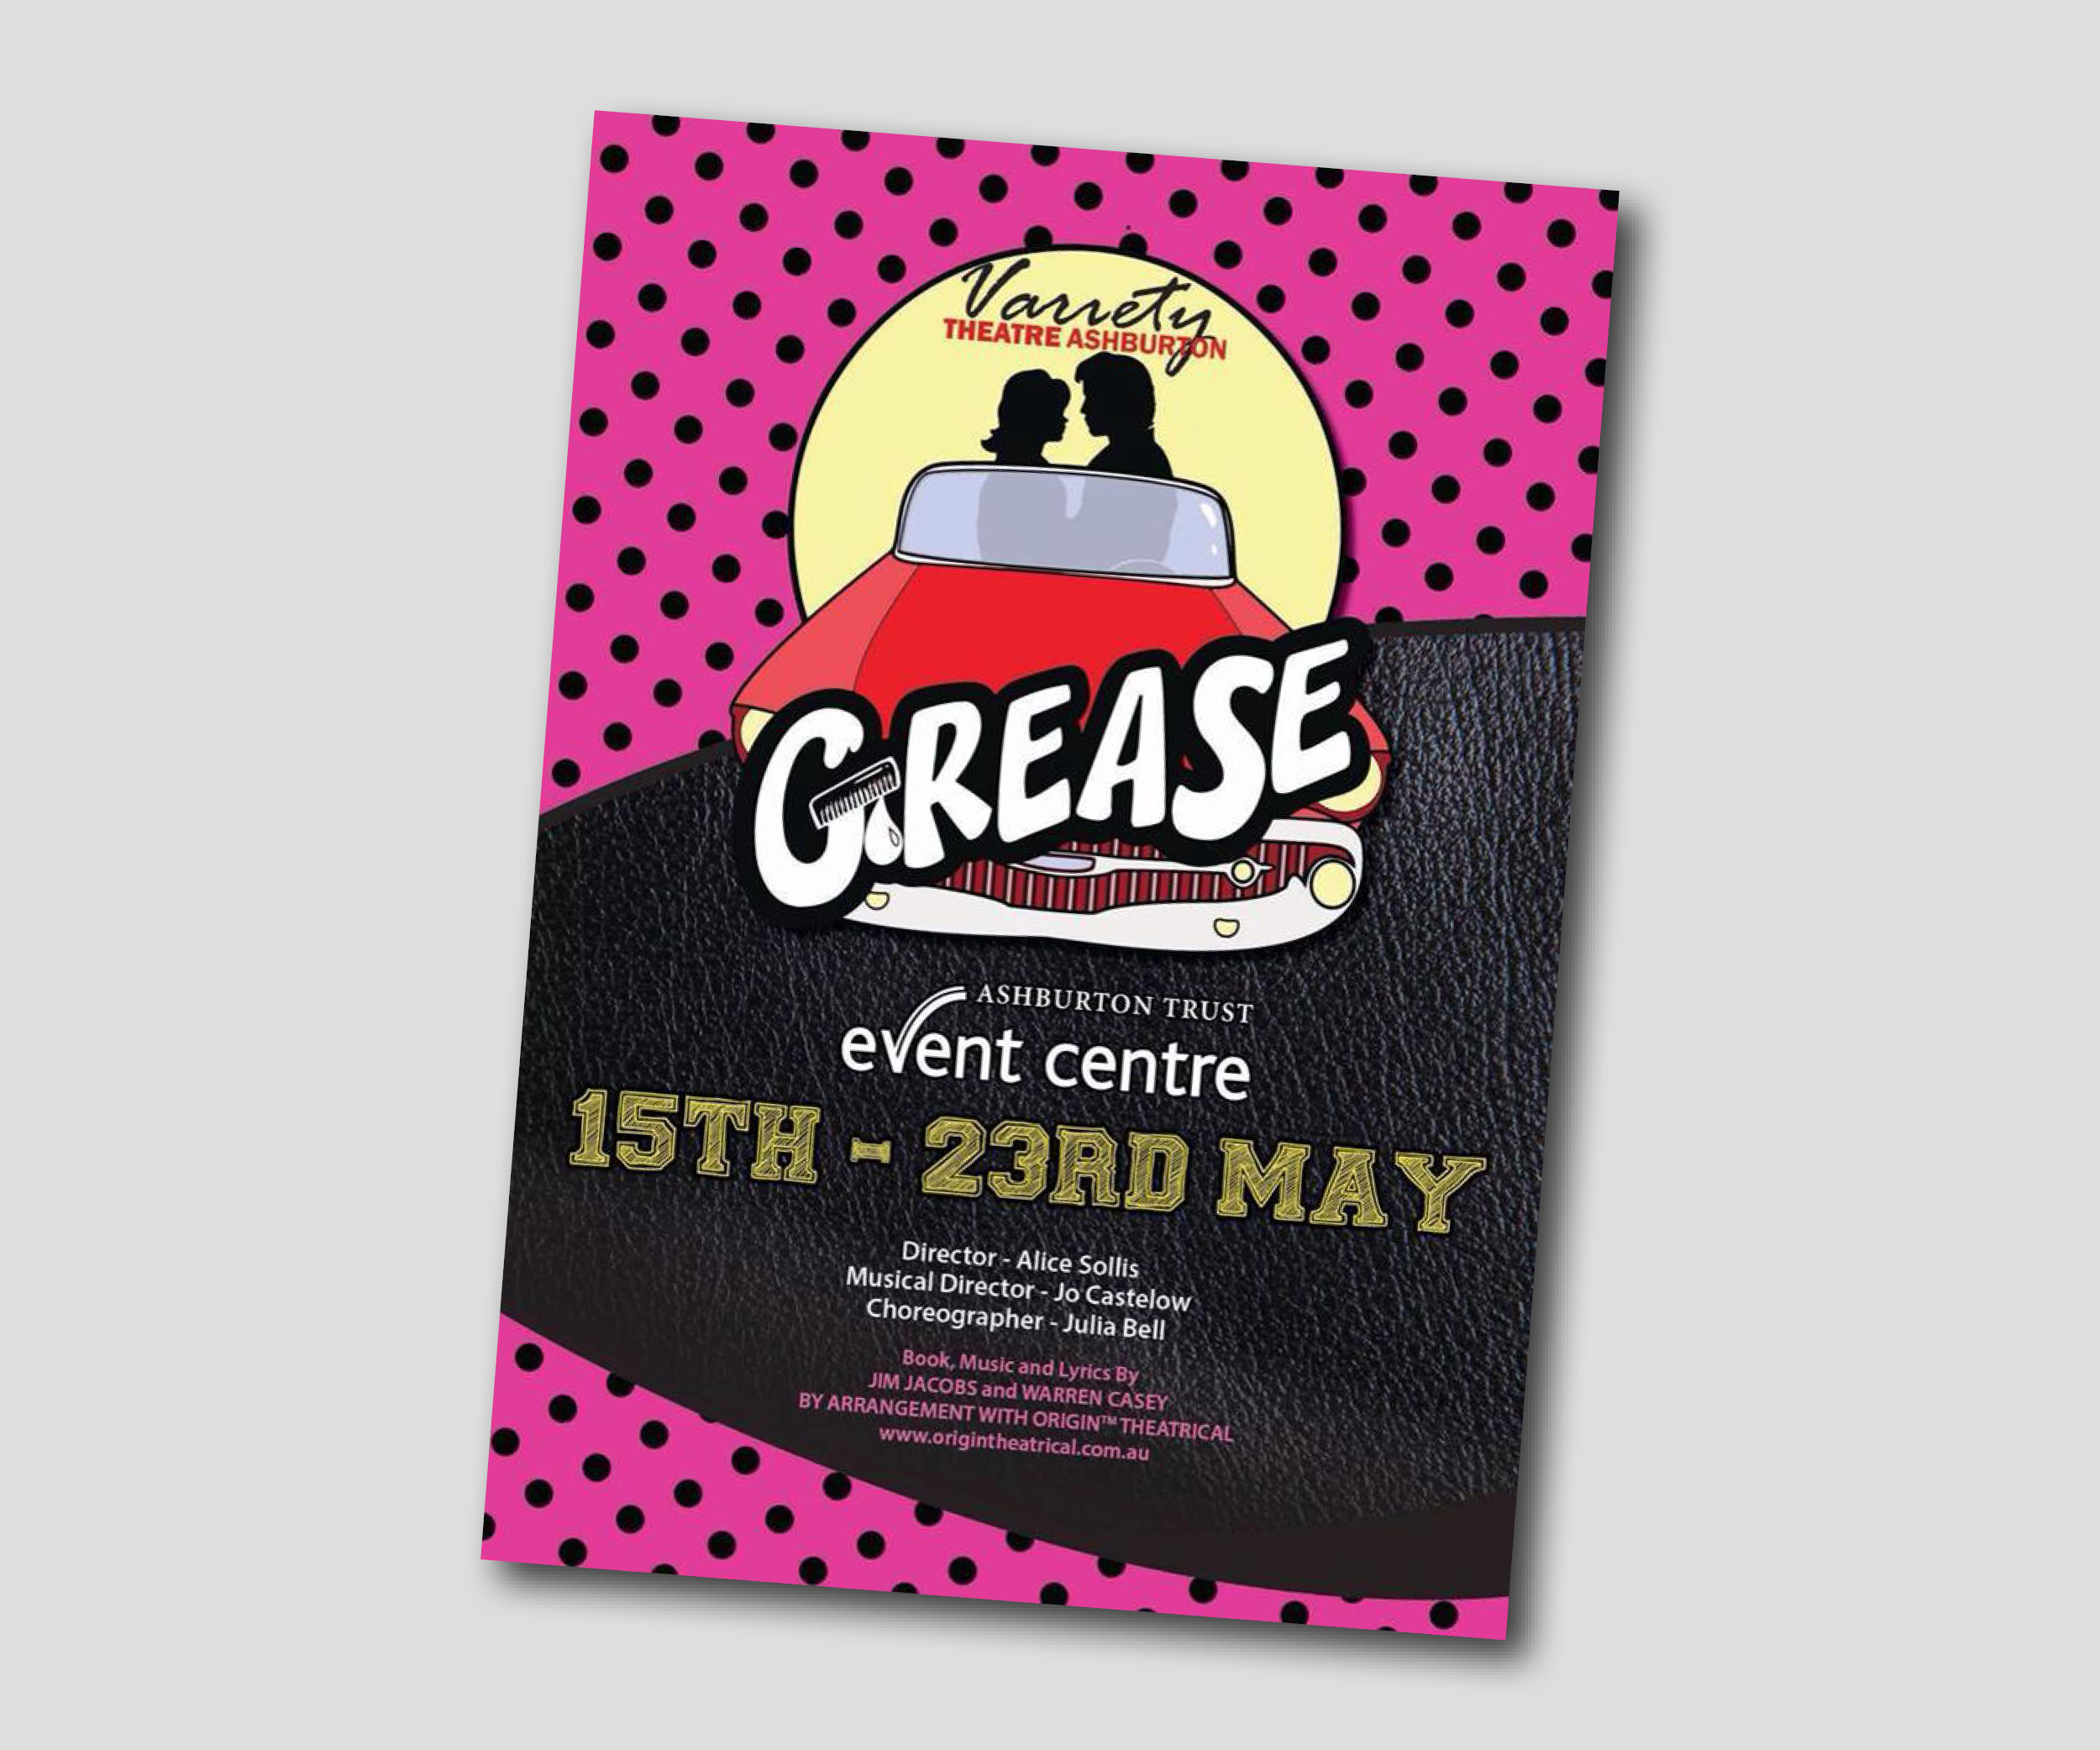 Variety
THEATRE ASHBURTON
GREASE
ASHBURTON TRUST
event centre
15TH - 23RD MAY
Director - Alice Sollis
Musical Director - Jo Castelow
Choreographer - Julia Bell
Book, Music and Lyrics By
JIM JACOBS and WARREN CASEY
BY ARRANGEMENT WITH ORIGIN™ THEATRICAL
www.origintheatrical.com.au